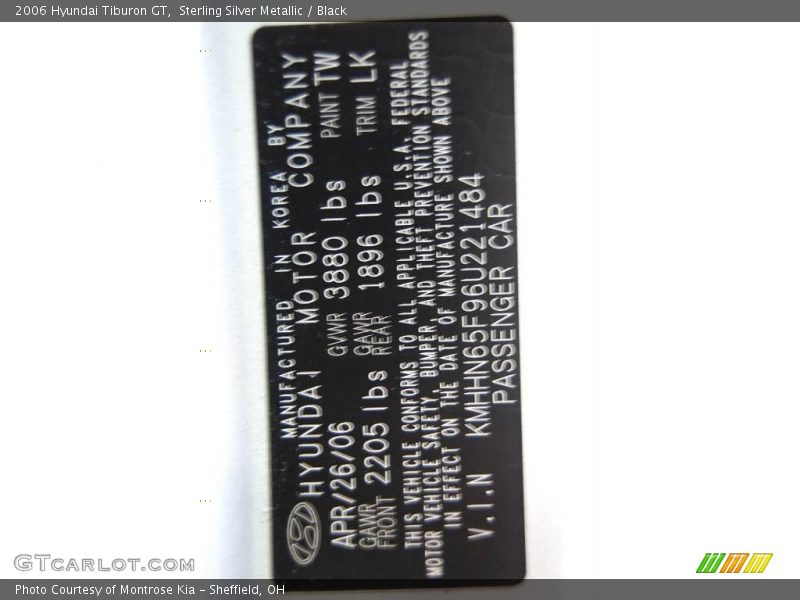 2006 Hyundai Tiburon GT,  Sterling Silver Metallic / Black
MANUFACTURED IN KOREA BY
HYUNDAI MOTOR COMPANY
APR/26/06 GVWR 3880 lbs PAINT TW
GAWR FRONT 2205 lbs GAWR REAR 1896 lbs TRIM LK
THIS VEHICLE CONFORMS TO ALL APPLICABLE U.S.A. FEDERAL
MOTOR VEHICLE SAFETY, BUMPER, AND THEFT PREVENTION STANDARDS
IN EFFECT ON THE DATE OF MANUFACTURE SHOWN ABOVE
V.I.N KMHHN65F96U221484
PASSENGER CAR
GTcarlot.com
Photo Courtesy of Montrose Kia – Sheffield, OH